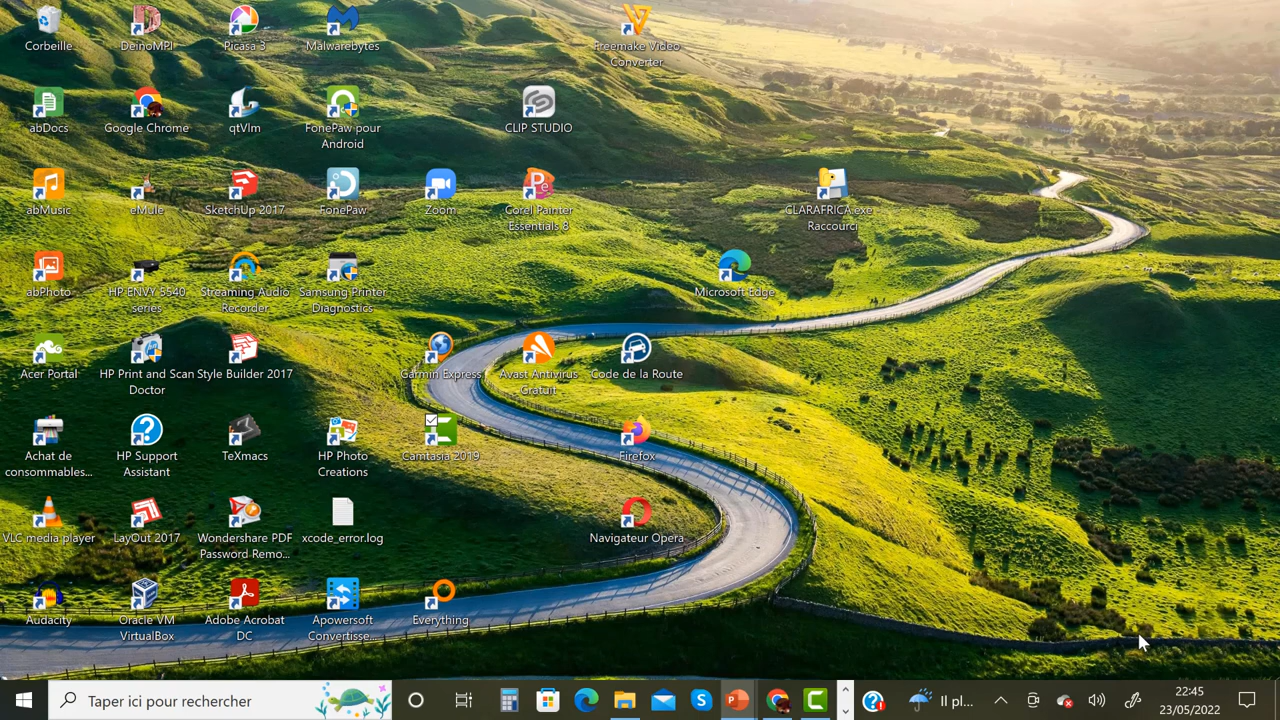 Corbeille
DeinoMPI
Picasa 3
Malwarebytes
Freemake Video
Converter
abDocs
Google Chrome
qtVlm
FonePaw pour
Android
CLIP STUDIO
abMusic
eMule
SketchUp 2017
FonePaw
Zoom
Corel Painter
Essentials 8
CLARAFRICA.exe
Raccourci
abPhoto
HP ENVY 5540
series
Streaming Audio
Recorder
Samsung Printer
Diagnostics
Microsoft Edge
Acer Portal
HP Print and Scan
Doctor
Style Builder 2017
Garmin Express
Avast Antivirus
Gratuit
Code de la Route
Achat de
consommables...
HP Support
Assistant
TeXmacs
HP Photo
Creations
Camtasia 2019
Firefox
VLC media player
LayOut 2017
Wondershare PDF
Password Remo...
xcode_error.log
Navigateur Opera
Audacity
Oracle VM
VirtualBox
Adobe Acrobat
DC
Apowersoft
Convertisse...
Everything
Taper ici pour rechercher
Il pl...
22:45
23/05/2022